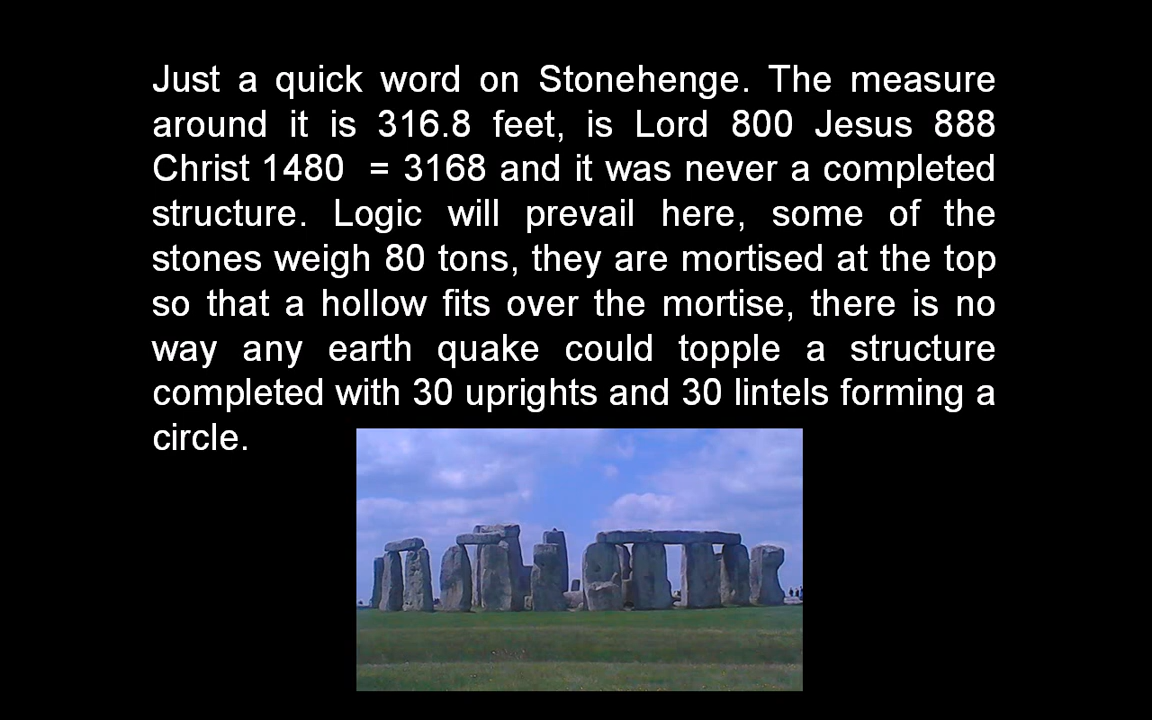 Just a quick word on Stonehenge. The measure
around it is 316.8 feet, is Lord 800 Jesus 888
Christ 1480 = 3168 and it was never a completed
structure. Logic will prevail here, some of the
stones weigh 80 tons, they are mortised at the top
so that a hollow fits over the mortise, there is no
way any earth quake could topple a structure
completed with 30 uprights and 30 lintels forming a
circle.